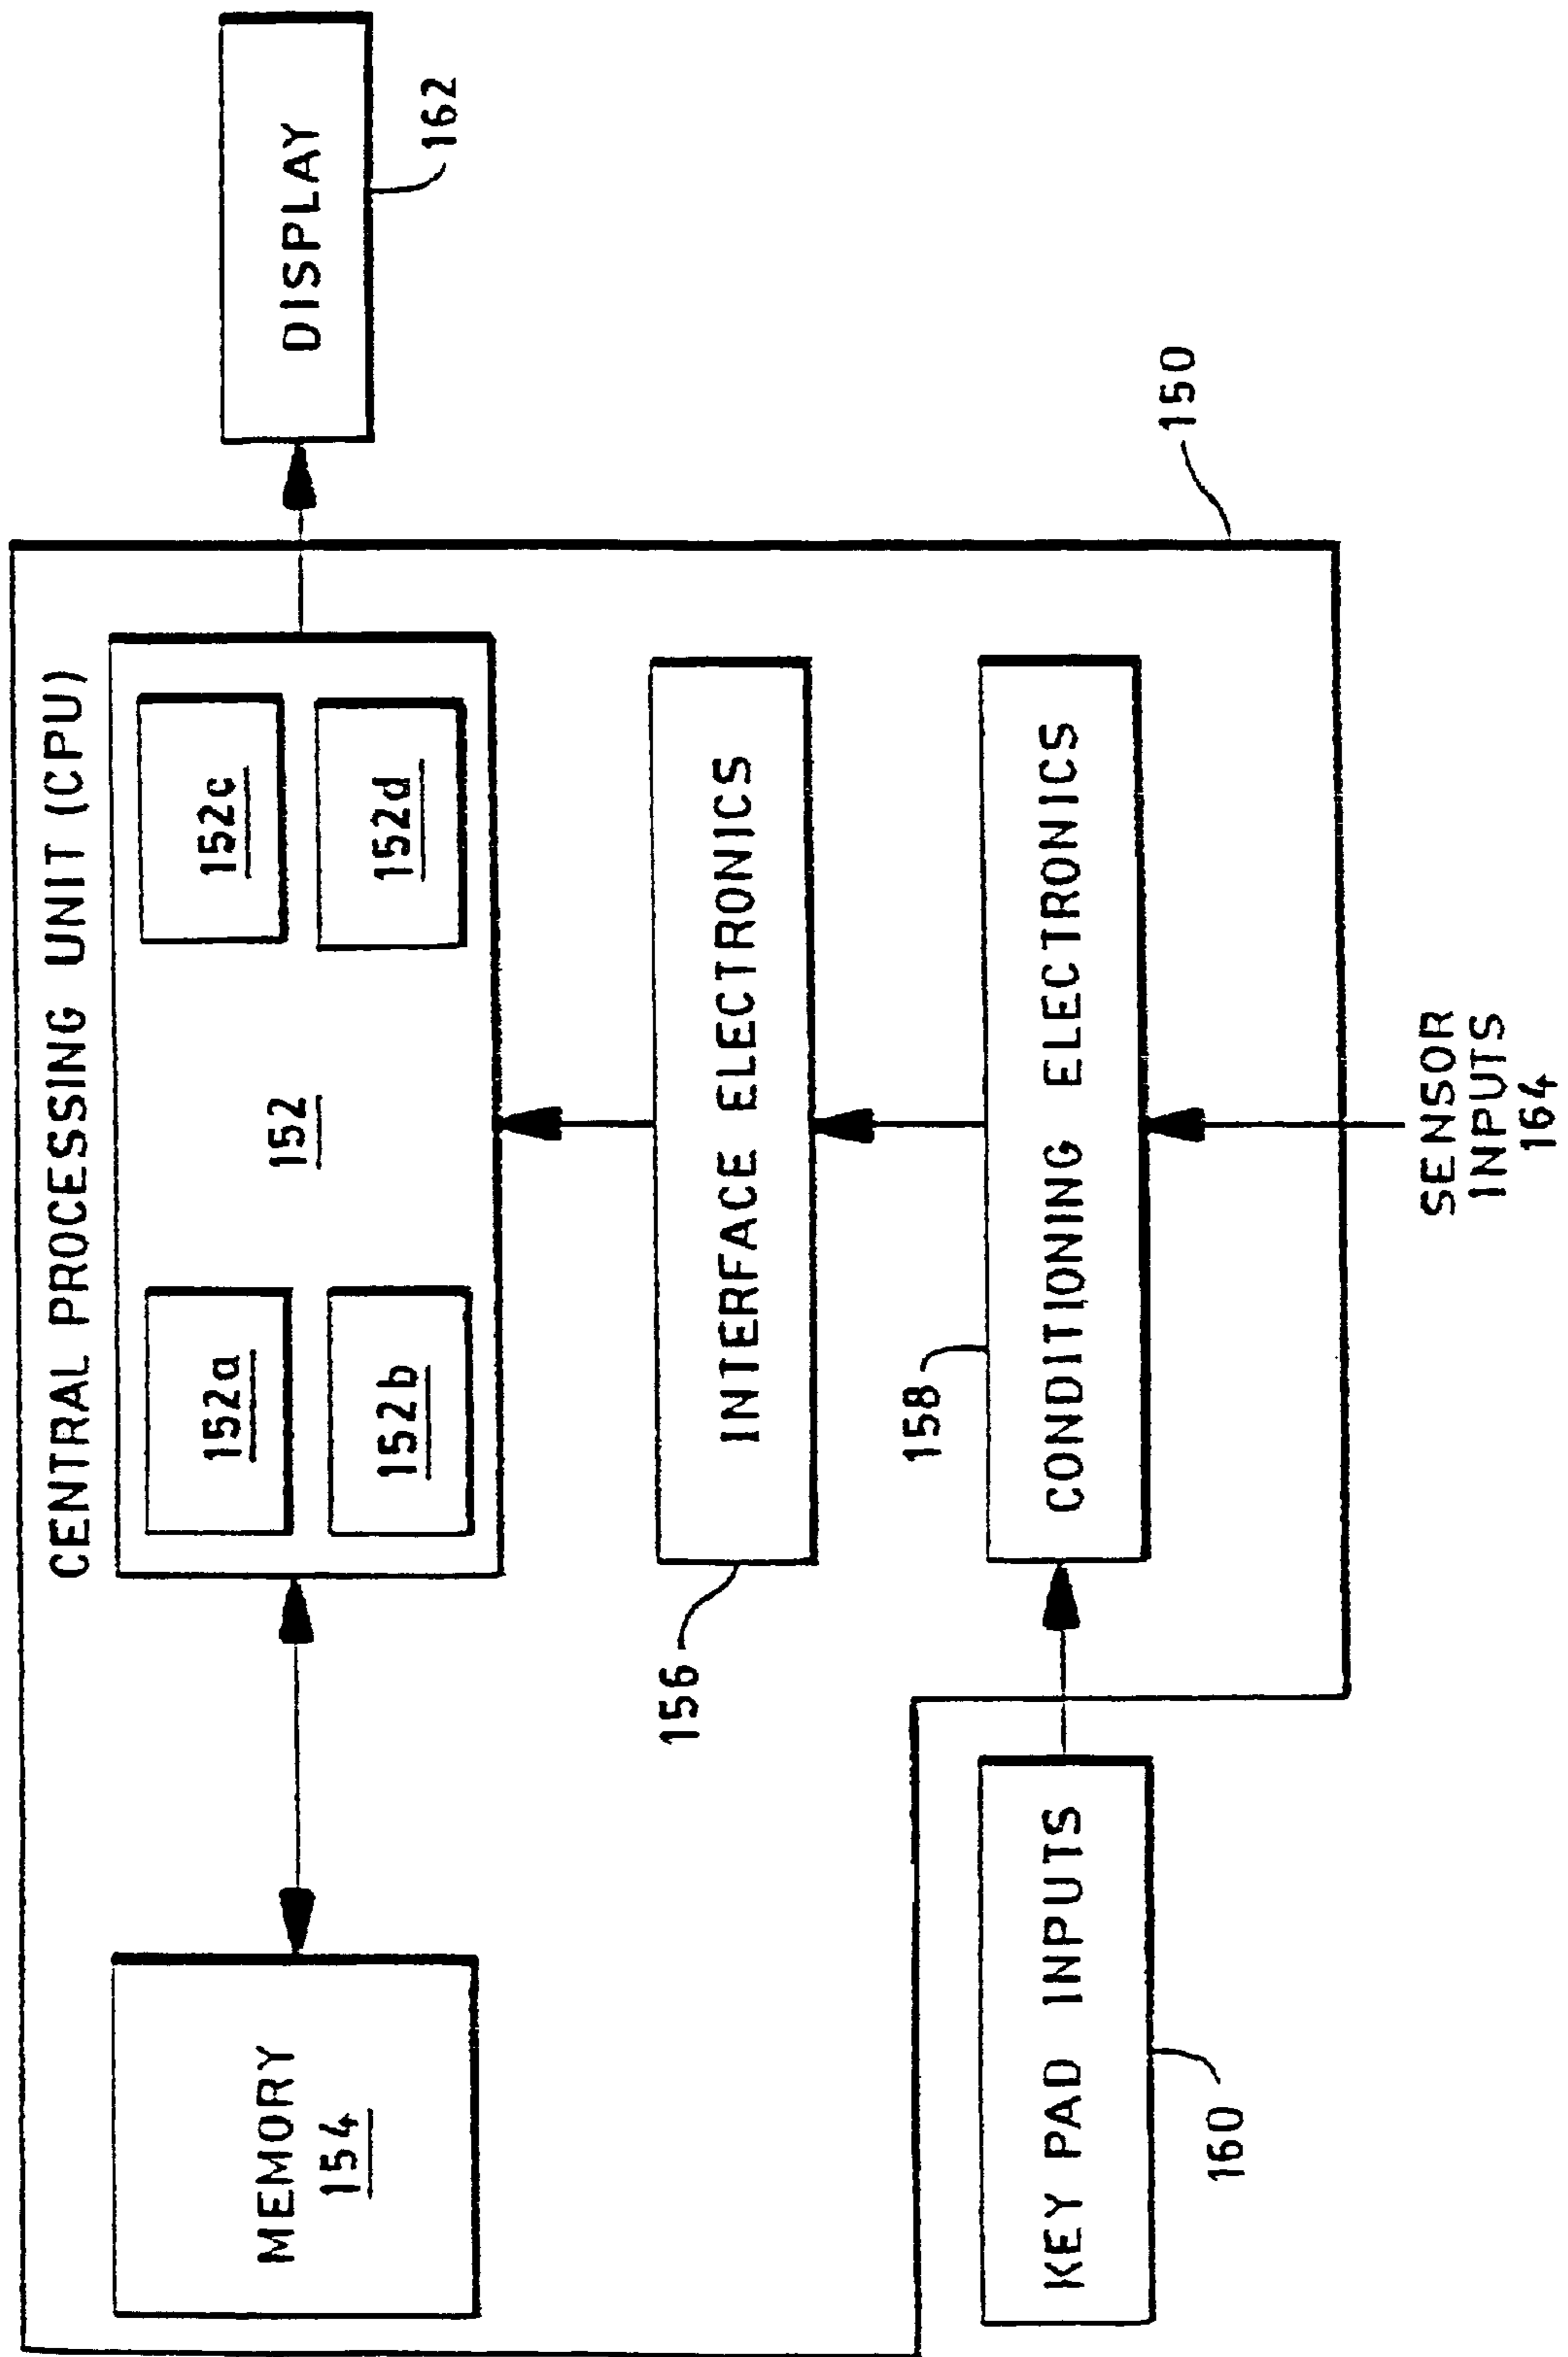 CENTRAL PROCESSING UNIT (CPU)
MEMORY
154
152a
152b
152
152c
152d
DISPLAY
162
156
INTERFACE ELECTRONICS
150
158
KEY PAD INPUTS
160
CONDITIONING ELECTRONICS
SENSOR
INPUTS
164